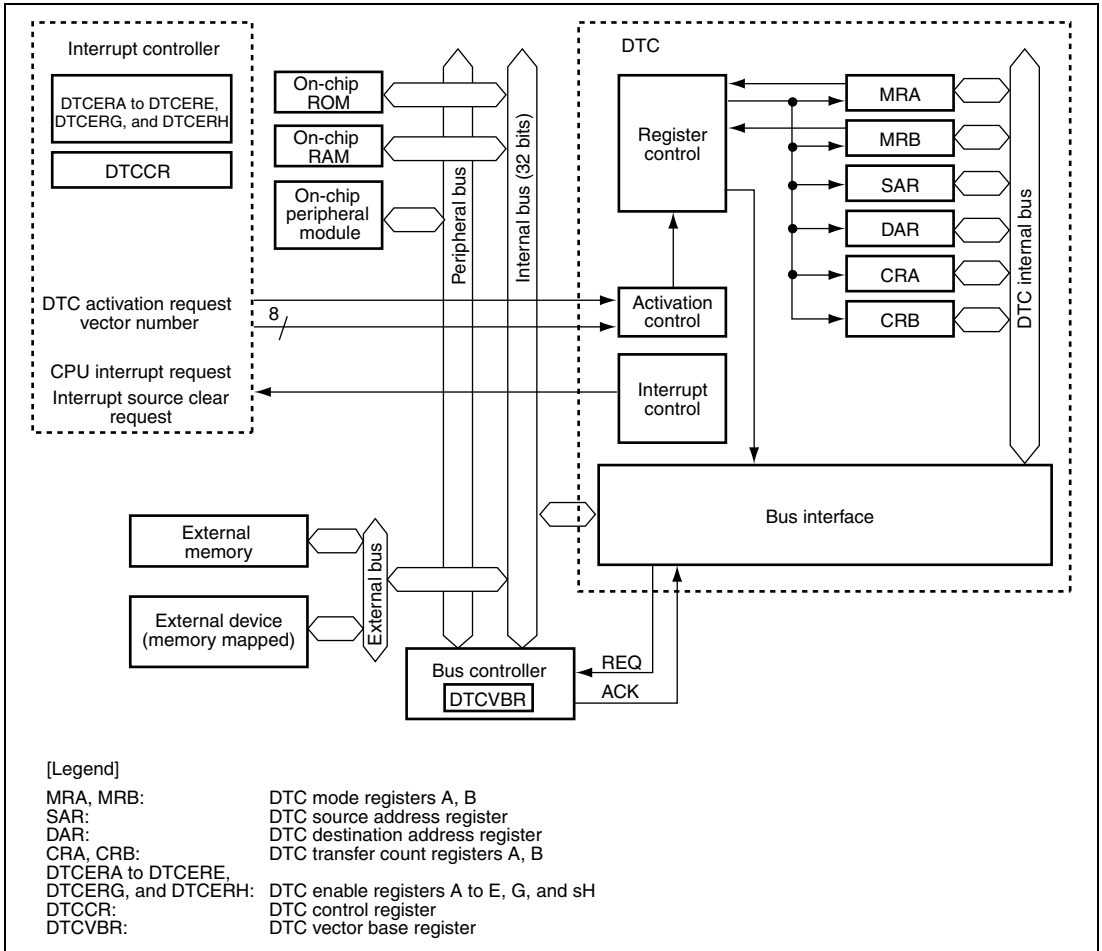 Interrupt controller
DTCERA to DTCERE,
DTCERG, and DTCERH
DTCCR
On-chip
ROM
On-chip
RAM
On-chip
peripheral
module
Peripheral bus
Internal bus (32 bits)
DTC
Register
control
MRA
MRB
SAR
DAR
CRA
CRB
DTC internal bus
DTC activation request
vector number
8
Activation
control
CPU interrupt request
Interrupt source clear
request
Interrupt
control
Bus interface
External
memory
External device
(memory mapped)
External bus
Bus controller
DTCVBR
REQ
ACK
[Legend]
MRA, MRB: DTC mode registers A, B
SAR: DTC source address register
DAR: DTC destination address register
CRA, CRB: DTC transfer count registers A, B
DTCERA to DTCERE,
DTCERG, and DTCERH: DTC enable registers A to E, G, and sH
DTCCR: DTC control register
DTCVBR: DTC vector base register